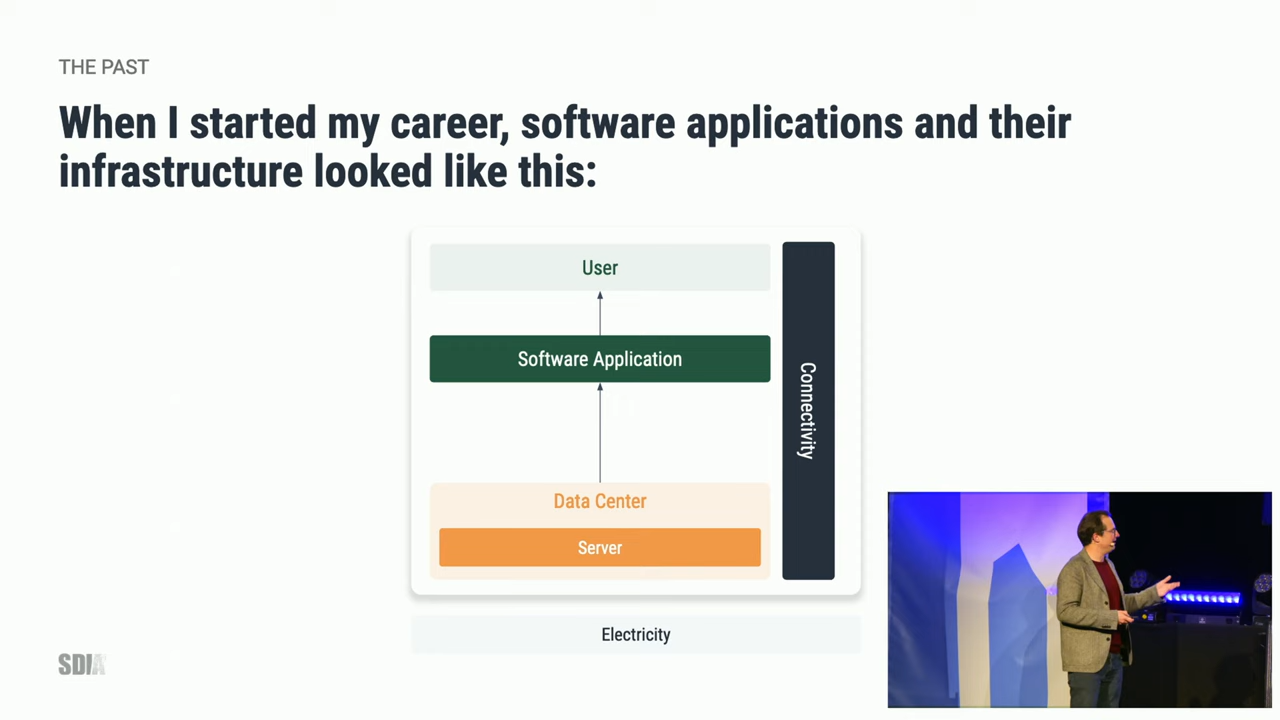 THE PAST
When I started my career, software applications and their
infrastructure looked like this:
User
Software Application
Connectivity
Data Center
Server
Electricity
SDIA